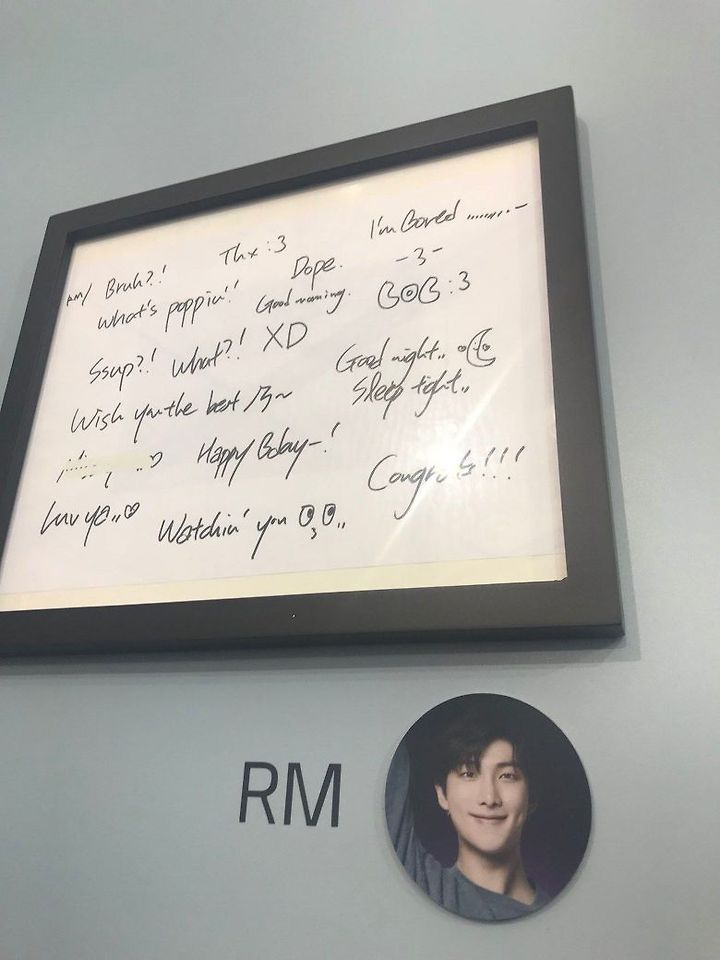 Thx :3
I'm Bored .........-
Bruh?!
Dope.
-3-
what's poppin'!
Good morning.
BOB :3
Ssup?! What?! XD
Good night..
Sleep tight..
Wish you the best
Happy Bday-!
Congrats!!!
Luv ya..♡
Watchin' you
RM